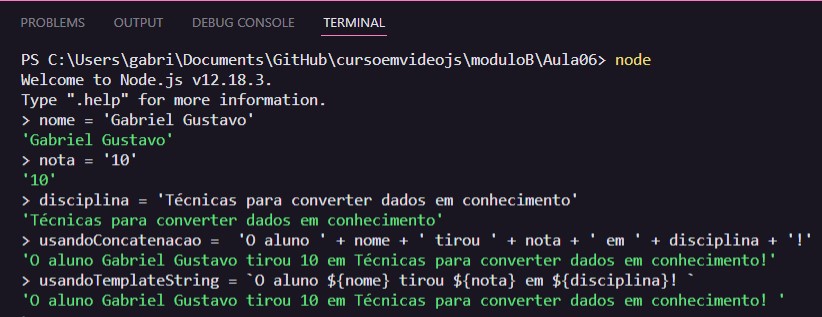 PROBLEMS OUTPUT DEBUG CONSOLE TERMINAL
PS C:\Users\gabri\Documents\GitHub\cursoemvideojs\moduloB\Aula06> node
Welcome to Node.js v12.18.3.
Type ".help" for more information.
> nome = 'Gabriel Gustavo'
'Gabriel Gustavo'
> nota = '10'
'10'
> disciplina = 'Técnicas para converter dados em conhecimento'
'Técnicas para converter dados em conhecimento'
> usandoConcatenacao =  'O aluno ' + nome + ' tirou ' + nota + ' em ' + disciplina + '!'
'O aluno Gabriel Gustavo tirou 10 em Técnicas para converter dados em conhecimento!'
> usandoTemplateString = `O aluno ${nome} tirou ${nota} em ${disciplina}! `
'O aluno Gabriel Gustavo tirou 10 em Técnicas para converter dados em conhecimento! '